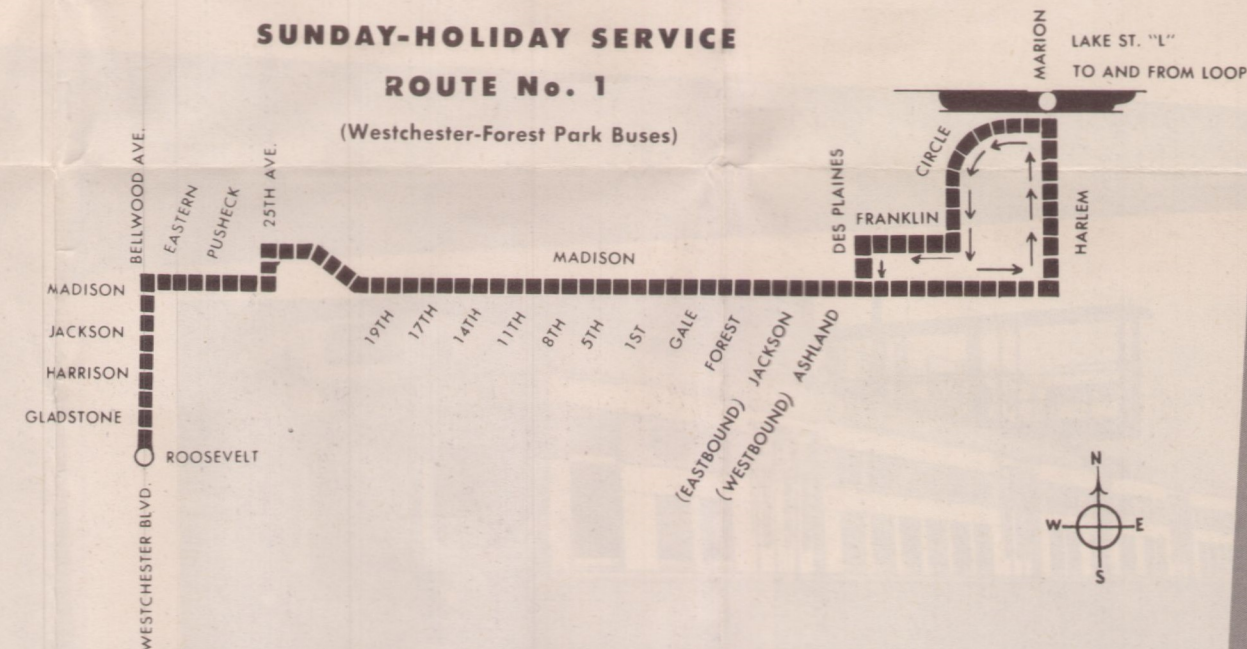 SUNDAY-HOLIDAY SERVICE
ROUTE No. 1
(Westchester-Forest Park Buses)
MARION
LAKE ST. "L"
TO AND FROM LOOP
BELLWOOD AVE.
EASTERN
PUSHECK
25TH AVE.
MADISON
DES PLAINES
FRANKLIN
CIRCLE
HARLEM
MADISON
JACKSON
HARRISON
GLADSTONE
ROOSEVELT
WESTCHESTER BLVD.
19TH
17TH
14TH
11TH
8TH
5TH
1ST
GALE
FOREST
(EASTBOUND) JACKSON
(WESTBOUND) ASHLAND
N
W
E
S